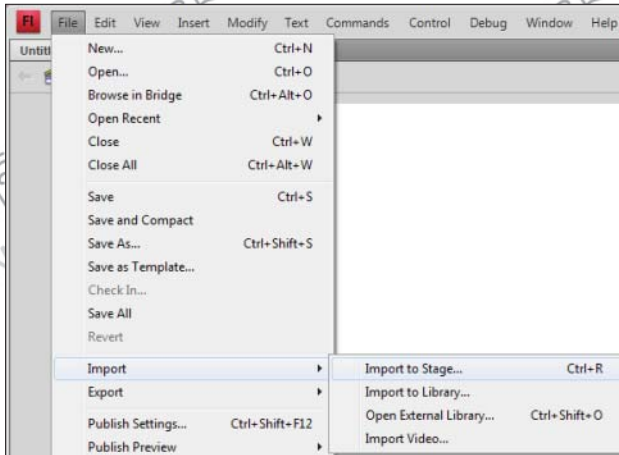 Fl File Edit View Insert Modify Text Commands Control Debug Window Help
Untitl
New... Ctrl+N
Open... Ctrl+O
Browse in Bridge Ctrl+Alt+O
Open Recent
Close Ctrl+W
Close All Ctrl+Alt+W
Save Ctrl+S
Save and Compact
Save As... Ctrl+Shift+S
Save as Template...
Check In...
Save All
Revert
Import
Import to Stage... Ctrl+R
Export
Import to Library...
Open External Library... Ctrl+Shift+O
Publish Settings... Ctrl+Shift+F12
Import Video...
Publish Preview